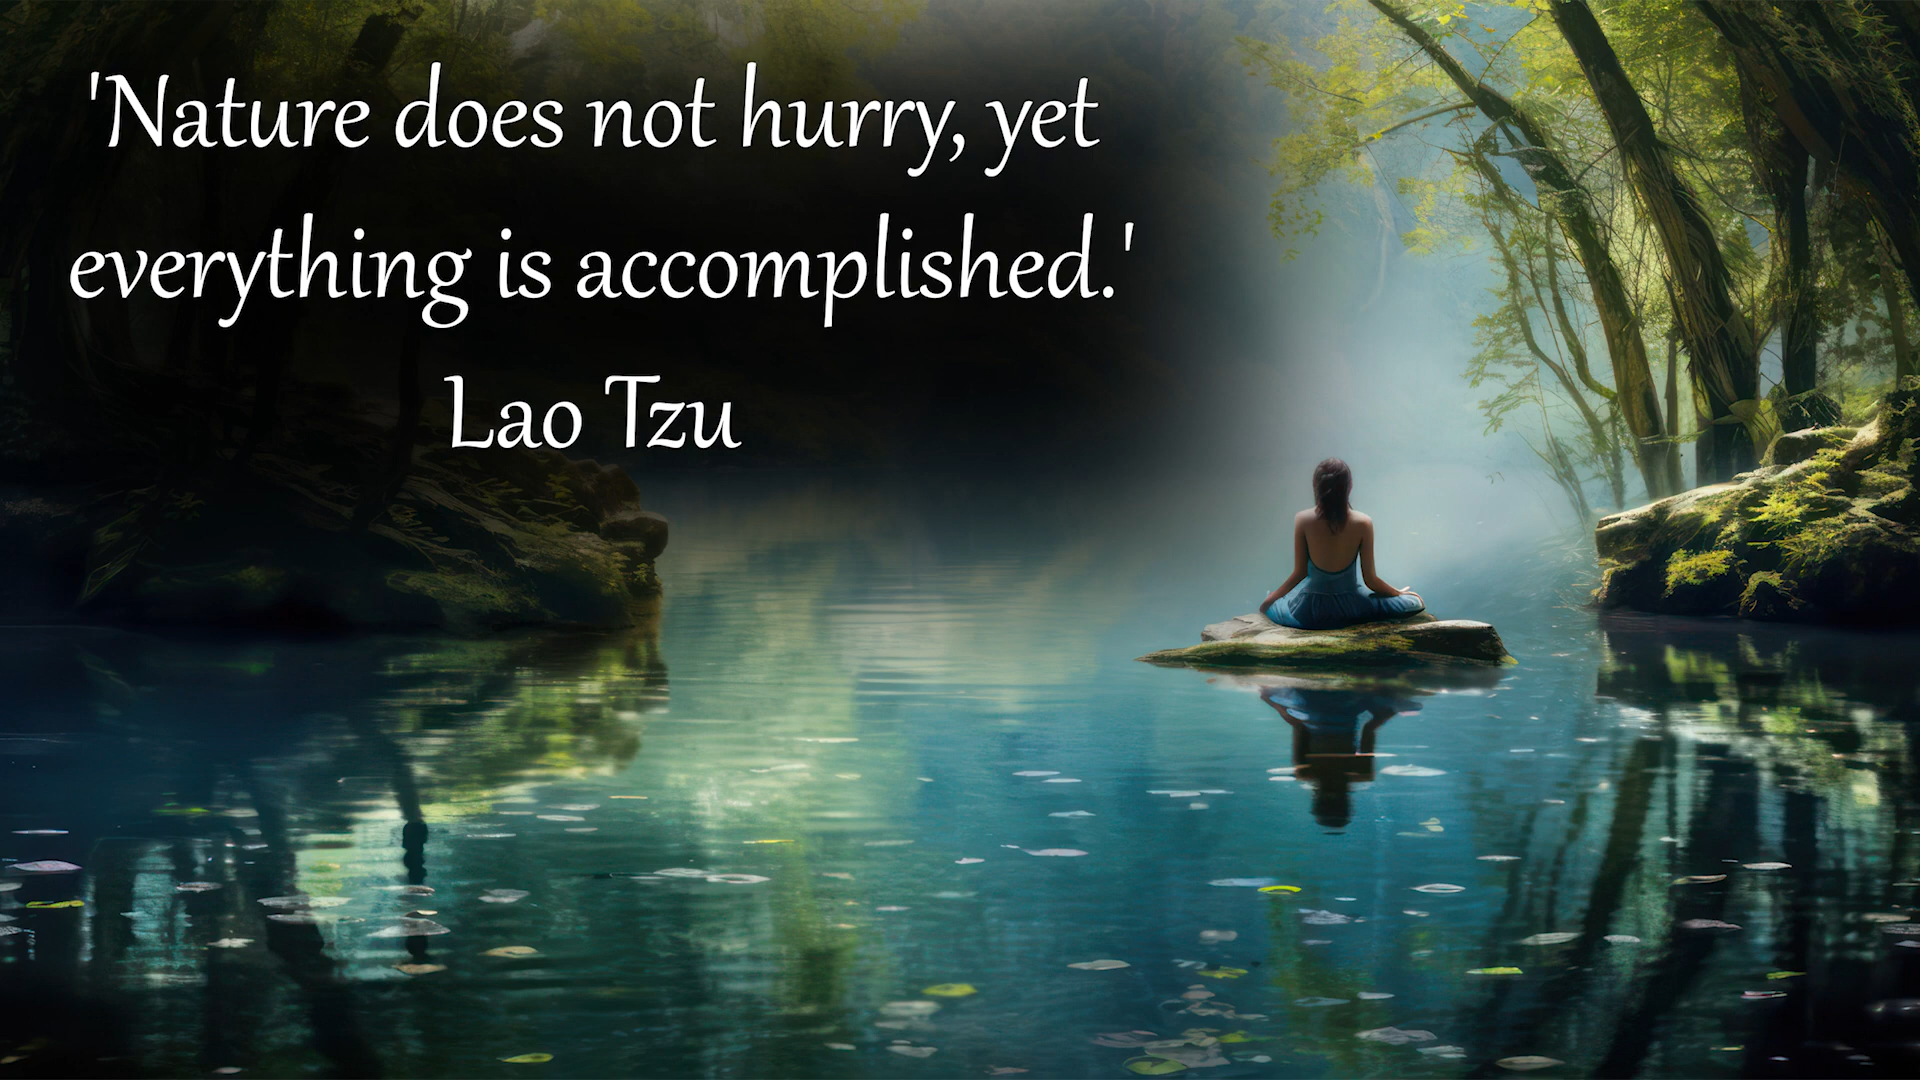 'Nature does not hurry, yet
everything is accomplished.'
Lao Tzu